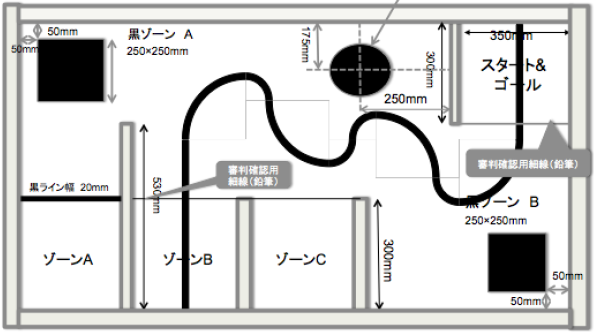 50mm
50mm
黒ゾーン A
250×250mm
175mm
250mm
300mm
350mm
スタート&
ゴール
審判確認用
細線(鉛筆)
審判確認用細線(鉛筆)
530mm
黒ライン幅 20mm
ゾーンA
ゾーンB
ゾーンC
300mm
黒ゾーン B
250×250mm
50mm
50mm